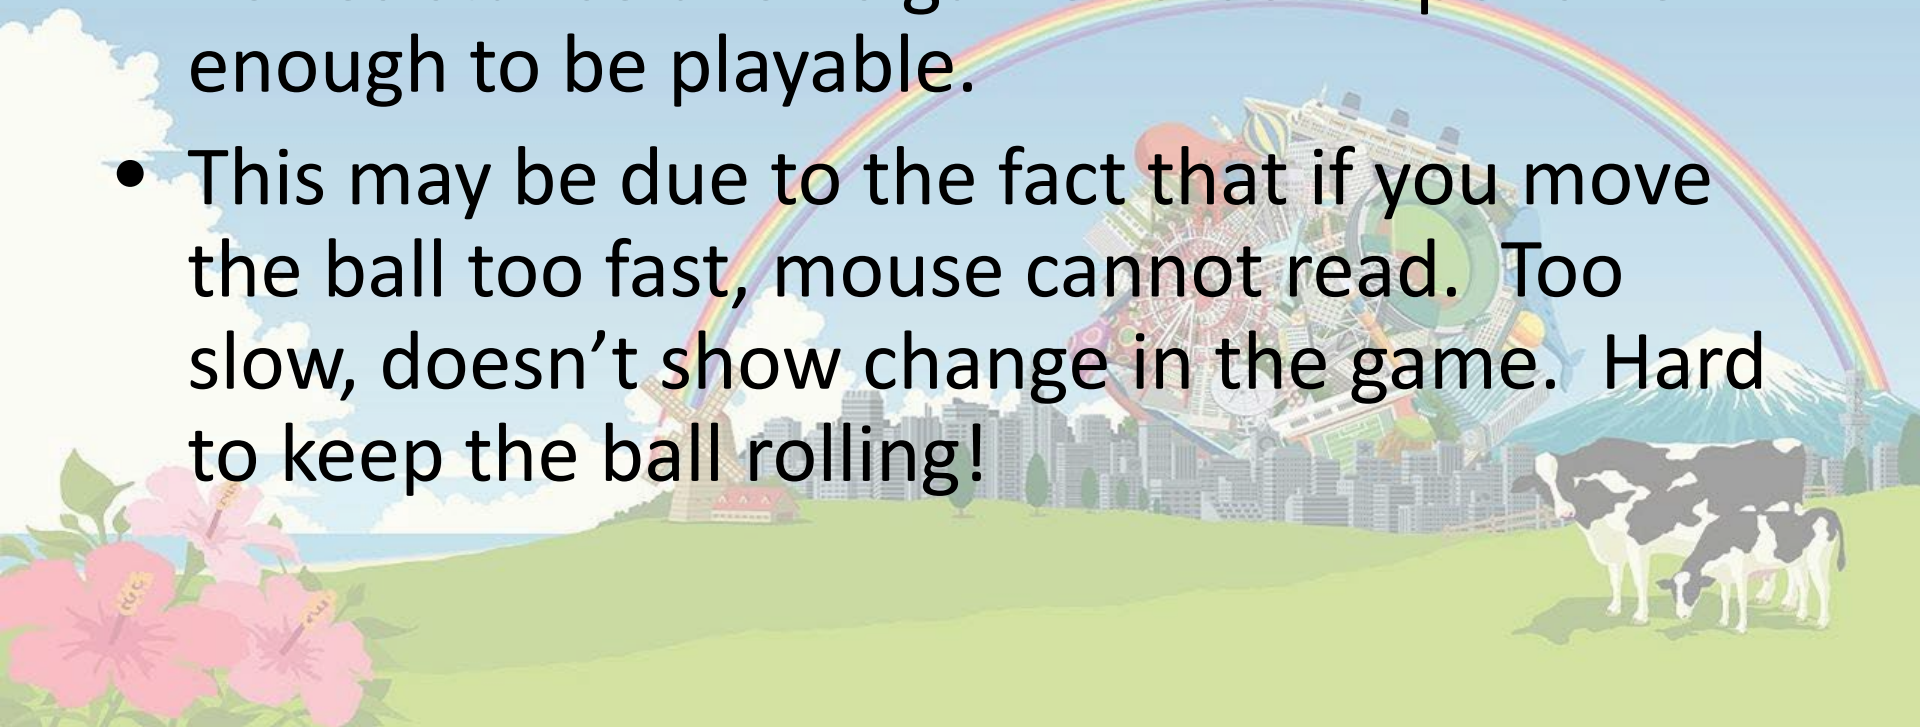 enough to be playable.
• This may be due to the fact that if you move
the ball too fast, mouse cannot read.  Too
slow, doesn’t show change in the game.  Hard
to keep the ball rolling!